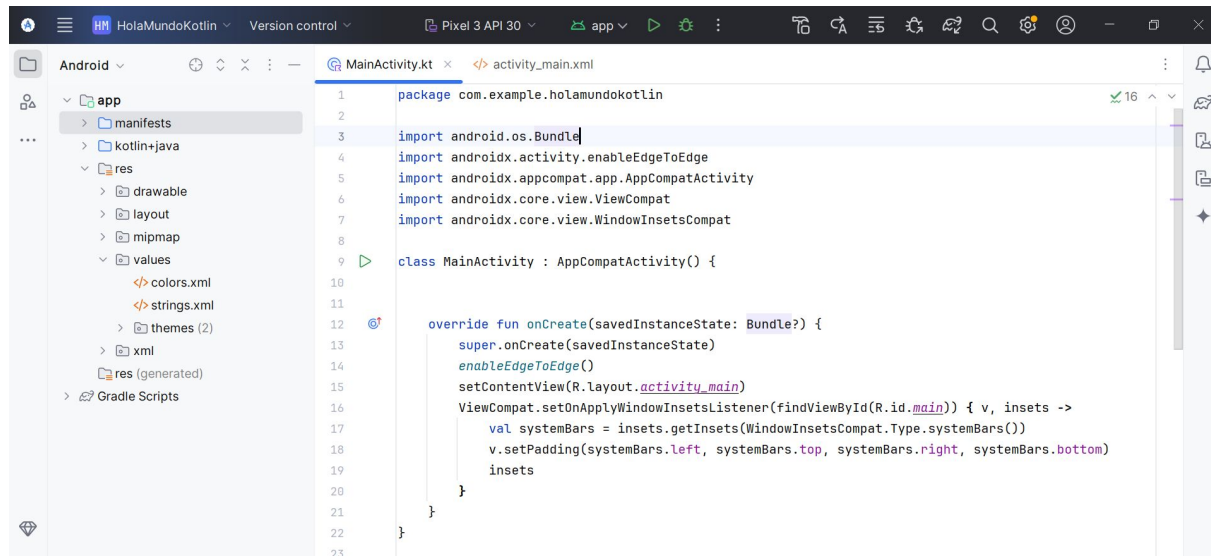 HM HolaMundoKotlin Version control Pixel 3 API 30 app
Android
MainActivity.kt activity_main.xml
app
manifests
kotlin+java
res
drawable
layout
mipmap
values
colors.xml
strings.xml
themes (2)
xml
res (generated)
Gradle Scripts
16
1 package com.example.holamundokotlin
2
3 import android.os.Bundle
4 import androidx.activity.enableEdgeToEdge
5 import androidx.appcompat.app.AppCompatActivity
6 import androidx.core.view.ViewCompat
7 import androidx.core.view.WindowInsetsCompat
8
9 class MainActivity : AppCompatActivity() {
10
11
12 override fun onCreate(savedInstanceState: Bundle?) {
13 super.onCreate(savedInstanceState)
14 enableEdgeToEdge()
15 setContentView(R.layout.activity_main)
16 ViewCompat.setOnApplyWindowInsetsListener(findViewById(R.id.main)) { v, insets ->
17 val systemBars = insets.getInsets(WindowInsetsCompat.Type.systemBars())
18 v.setPadding(systemBars.left, systemBars.top, systemBars.right, systemBars.bottom)
19 insets
20 }
21 }
22 }
23